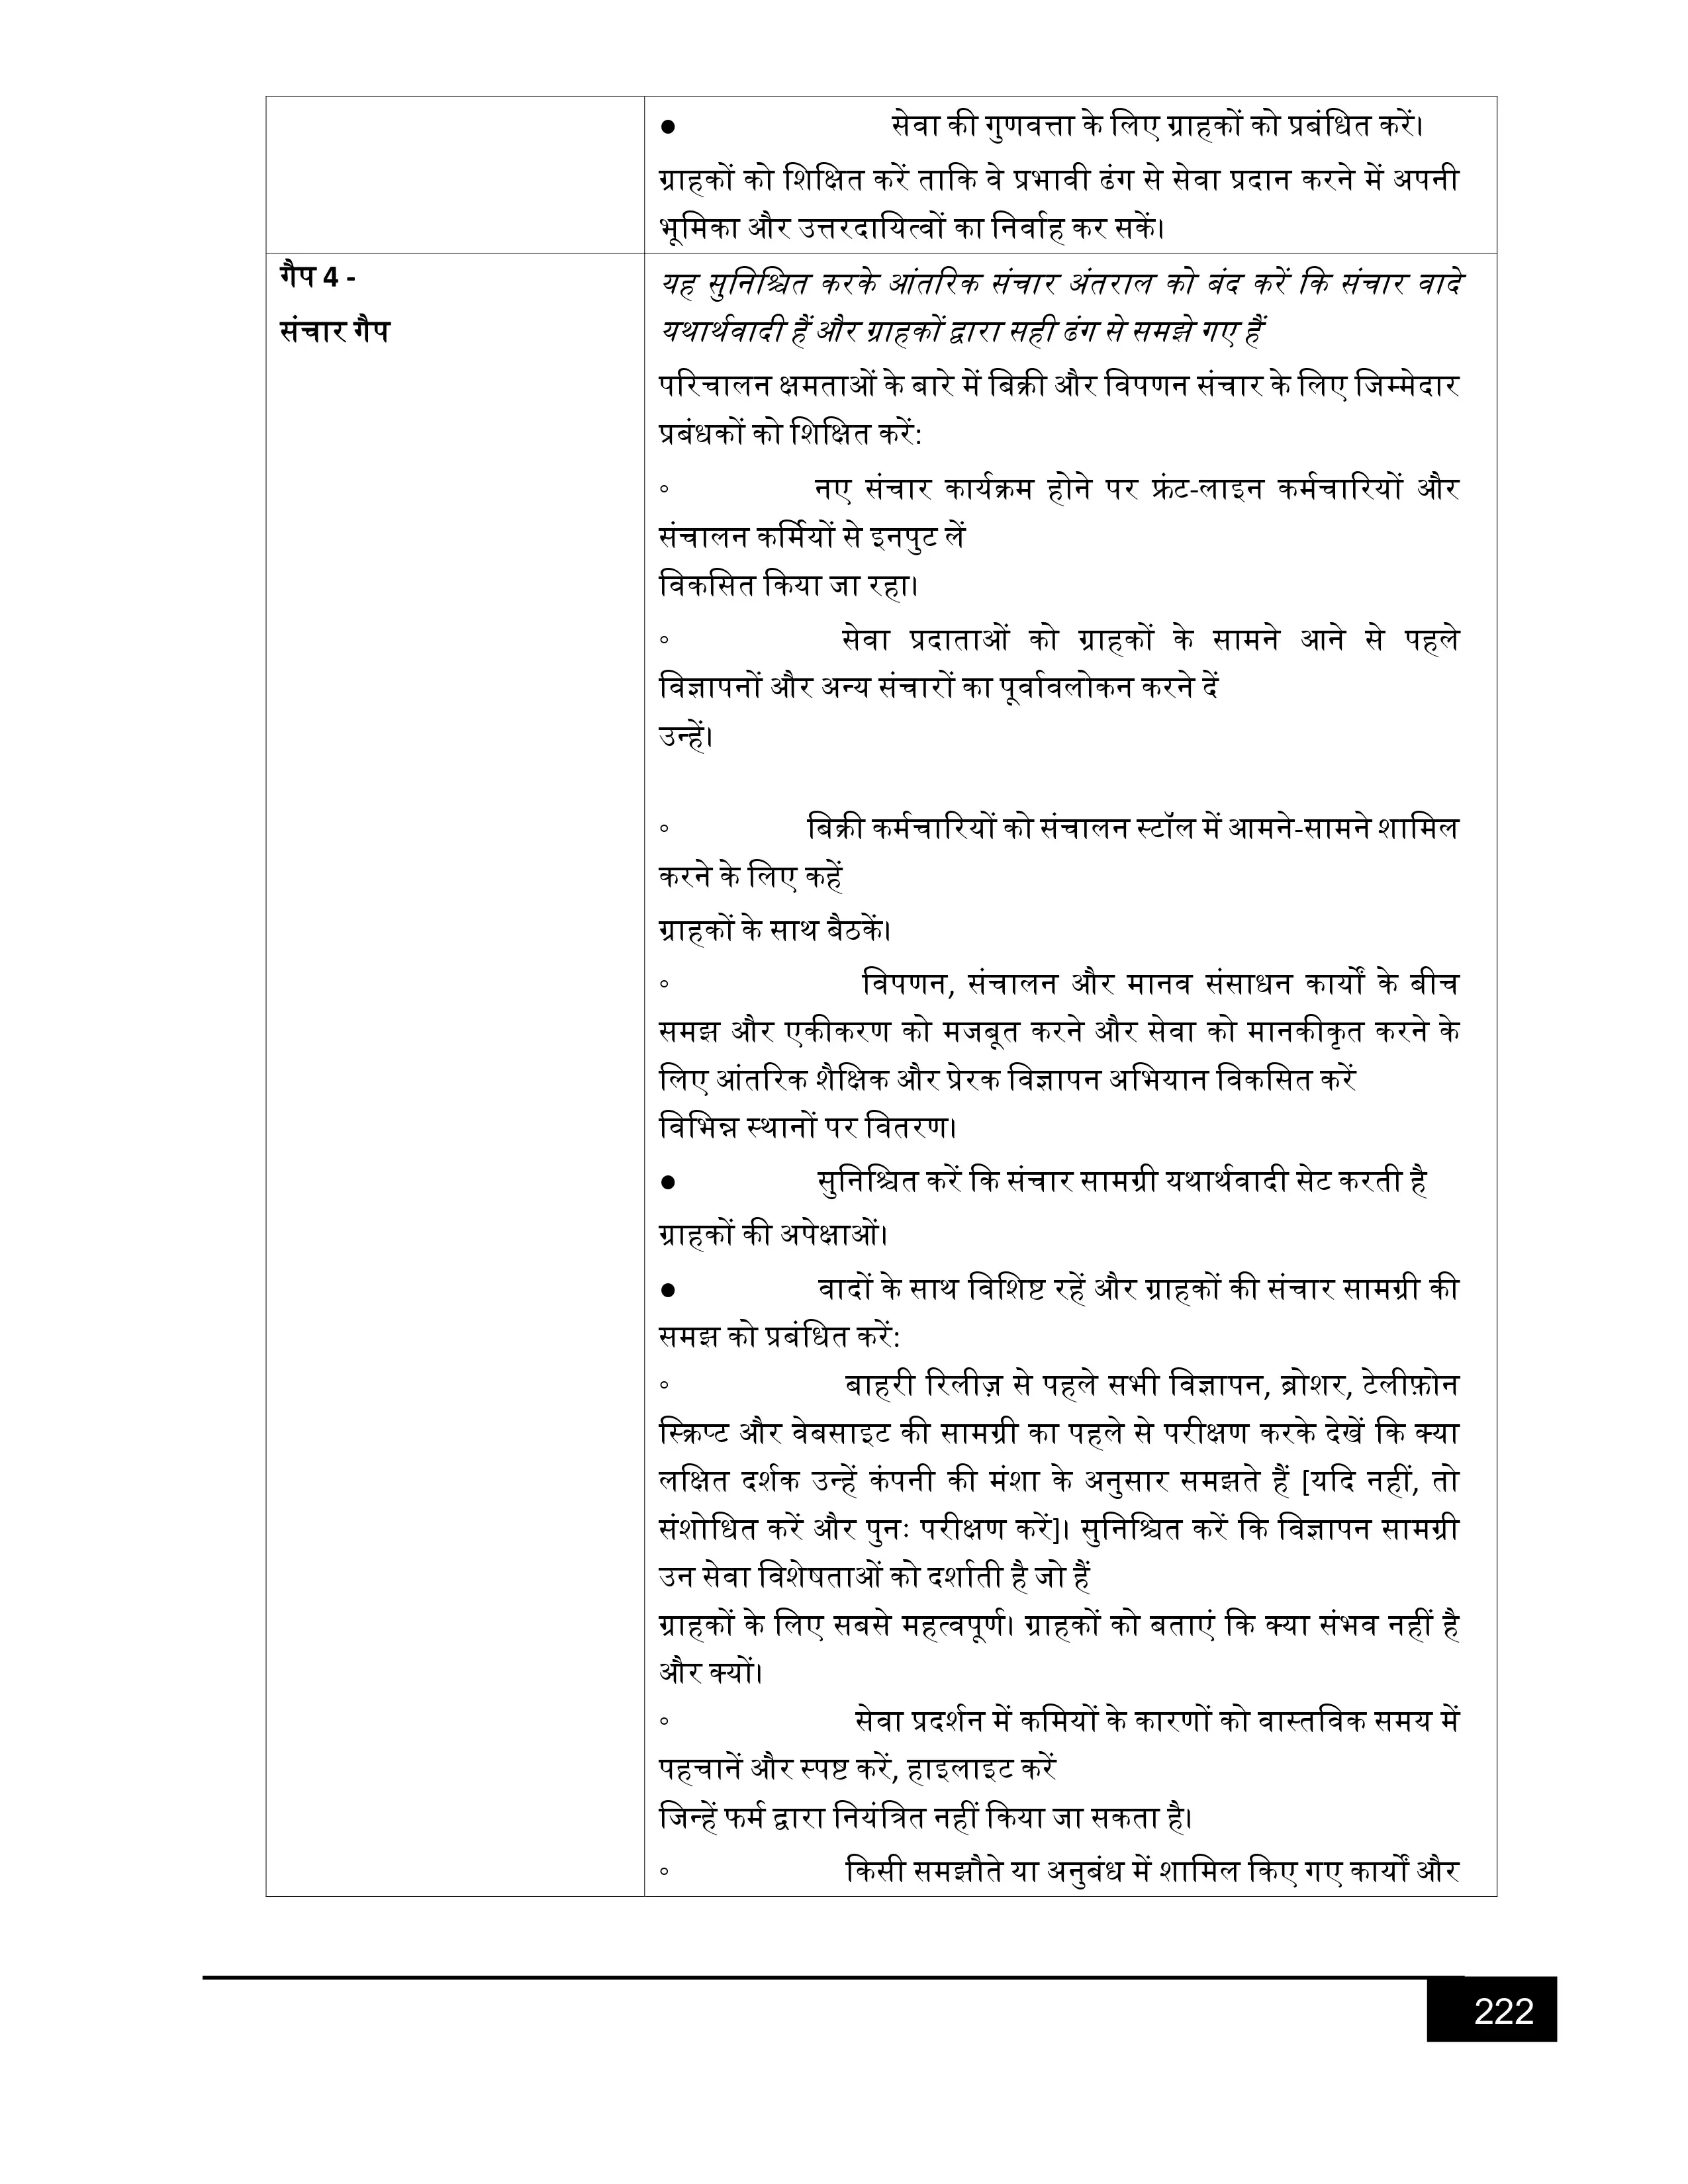 ● सेवा की गुणवत्ता के लिए ग्राहकों को प्रबंधित करें।
ग्राहकों को शिक्षित करें ताकि वे प्रभावी ढंग से सेवा प्रदान करने में अपनी
भूमिका और उत्तरदायित्वों का निर्वाह कर सकें।
गैप 4 -
संचार गैप
यह सुनिश्चित करके आंतरिक संचार अंतराल को बंद करें कि संचार वादे
यथार्थवादी हैं और ग्राहकों द्वारा सही ढंग से समझे गए हैं
परिचालन क्षमताओं के बारे में बिक्री और विपणन संचार के लिए जिम्मेदार
प्रबंधकों को शिक्षित करें:
◦ नए संचार कार्यक्रम होने पर फ्रंट-लाइन कर्मचारियों और
संचालन कर्मियों से इनपुट लें
विकसित किया जा रहा।
◦ सेवा प्रदाताओं को ग्राहकों के सामने आने से पहले
विज्ञापनों और अन्य संचारों का पूर्वावलोकन करने दें
उन्हें।
◦ बिक्री कर्मचारियों को संचालन स्टॉल में आमने-सामने शामिल
करने के लिए कहें
ग्राहकों के साथ बैठकें।
◦ विपणन, संचालन और मानव संसाधन कार्यों के बीच
समझ और एकीकरण को मजबूत करने और सेवा को मानकीकृत करने के
लिए आंतरिक शैक्षिक और प्रेरक विज्ञापन अभियान विकसित करें
विभिन्न स्थानों पर वितरण।
● सुनिश्चित करें कि संचार सामग्री यथार्थवादी सेट करती है
ग्राहकों की अपेक्षाओं।
● वादों के साथ विशिष्ट रहें और ग्राहकों की संचार सामग्री की
समझ को प्रबंधित करें:
◦ बाहरी रिलीज़ से पहले सभी विज्ञापन, ब्रोशर, टेलीफ़ोन
स्क्रिप्ट और वेबसाइट की सामग्री का पहले से परीक्षण करके देखें कि क्या
लक्षित दर्शक उन्हें कंपनी की मंशा के अनुसार समझते हैं [यदि नहीं, तो
संशोधित करें और पुनः परीक्षण करें]। सुनिश्चित करें कि विज्ञापन सामग्री
उन सेवा विशेषताओं को दर्शाती है जो हैं
ग्राहकों के लिए सबसे महत्वपूर्ण। ग्राहकों को बताएं कि क्या संभव नहीं है
और क्यों।
◦ सेवा प्रदर्शन में कमियों के कारणों को वास्तविक समय में
पहचानें और स्पष्ट करें, हाइलाइट करें
जिन्हें फर्म द्वारा नियंत्रित नहीं किया जा सकता है।
◦ किसी समझौते या अनुबंध में शामिल किए गए कार्यों और
222